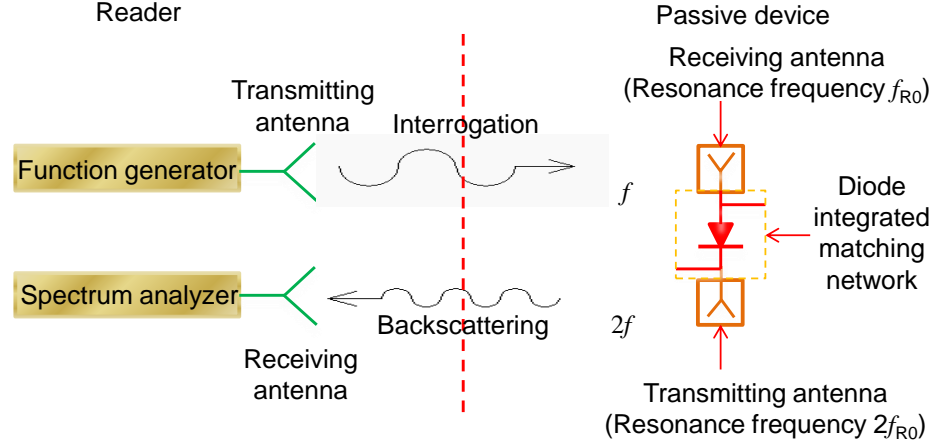 Reader
Passive device
Receiving antenna
(Resonance frequency fR0)
Transmitting
antenna
Interrogation
Function generator
f
Diode
integrated
matching
network
Spectrum analyzer
Backscattering
2f
Receiving
antenna
Transmitting antenna
(Resonance frequency 2fR0)